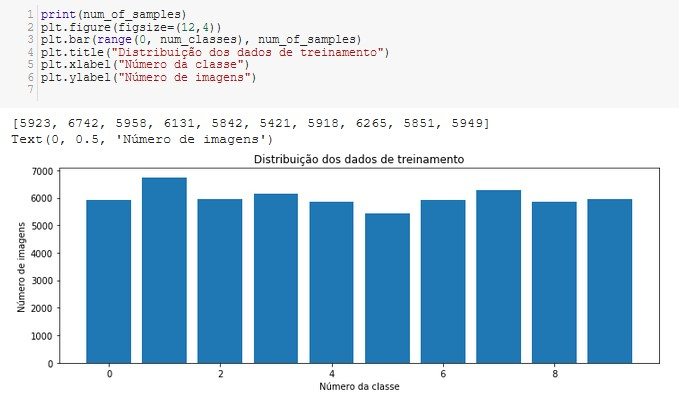 1 print(num_of_samples)
2 plt.figure(figsize=(12,4))
3 plt.bar(range(0, num_classes), num_of_samples)
4 plt.title("Distribuição dos dados de treinamento")
5 plt.xlabel("Número da classe")
6 plt.ylabel("Número de imagens")
7
[5923, 6742, 5958, 6131, 5842, 5421, 5918, 6265, 5851, 5949]
Text(0, 0.5, 'Número de imagens')
Distribuição dos dados de treinamento
7000
6000
5000
4000
3000
2000
1000
0
Número de imagens
0 2 4 6 8
Número da classe